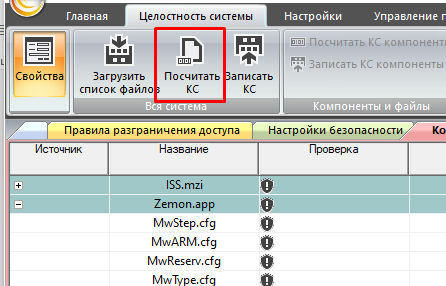 Главная
Целостность системы
Настройки
Управление
Свойства
Загрузить
список файлов
Посчитать
КС
Записать
КС
Вся система
Посчитать КС
Записать КС компоненты
Компоненты и файлы
Правила разграничения доступа
Настройки безопасности
Ко
Источник
Название
Проверка
ISS.mzi
Zemon.app
MwStep.cfg
MwARM.cfg
MwReserv.cfg
MwType.cfg